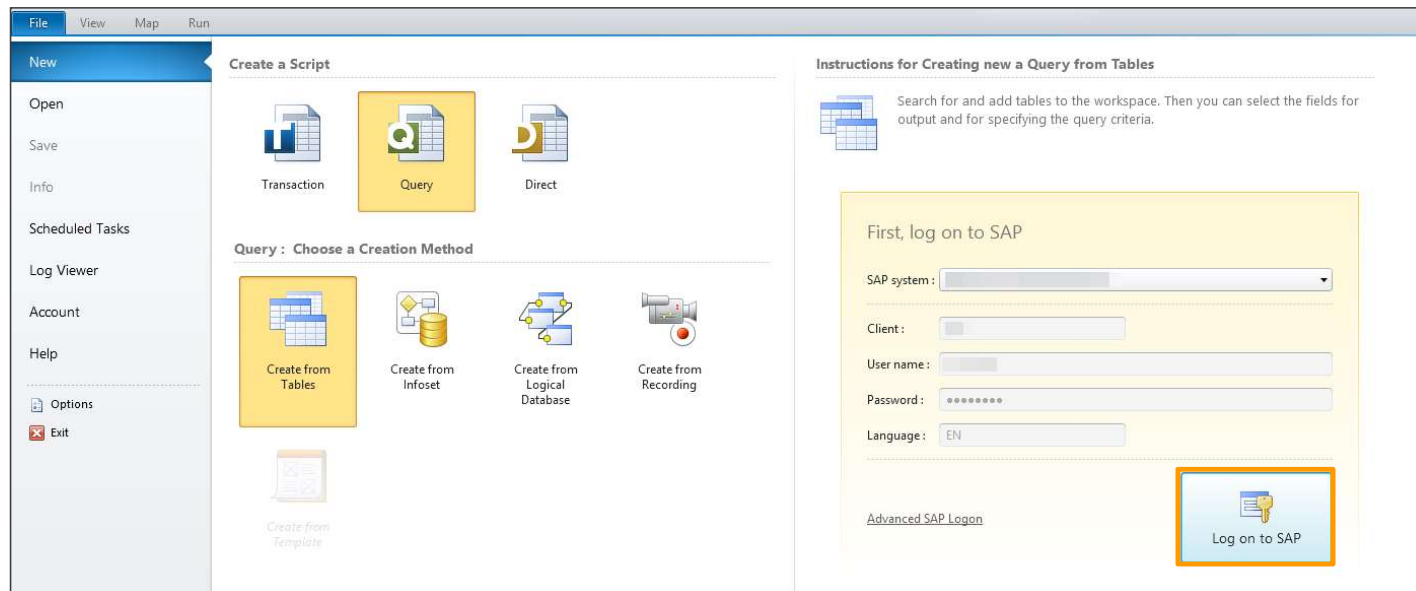 File View Map Run
New
Open
Save
Info
Scheduled Tasks
Log Viewer
Account
Help
Options
Exit
Create a Script
Transaction
Query
Direct
Query : Choose a Creation Method
Create from
Tables
Create from
Infoset
Create from
Logical
Database
Create from
Recording
Create from
Template
Instructions for Creating new a Query from Tables
Search for and add tables to the workspace. Then you can select the fields for
output and for specifying the query criteria.
First, log on to SAP
SAP system :
Client :
User name :
Password :
Language : EN
Advanced SAP Logon
Log on to SAP